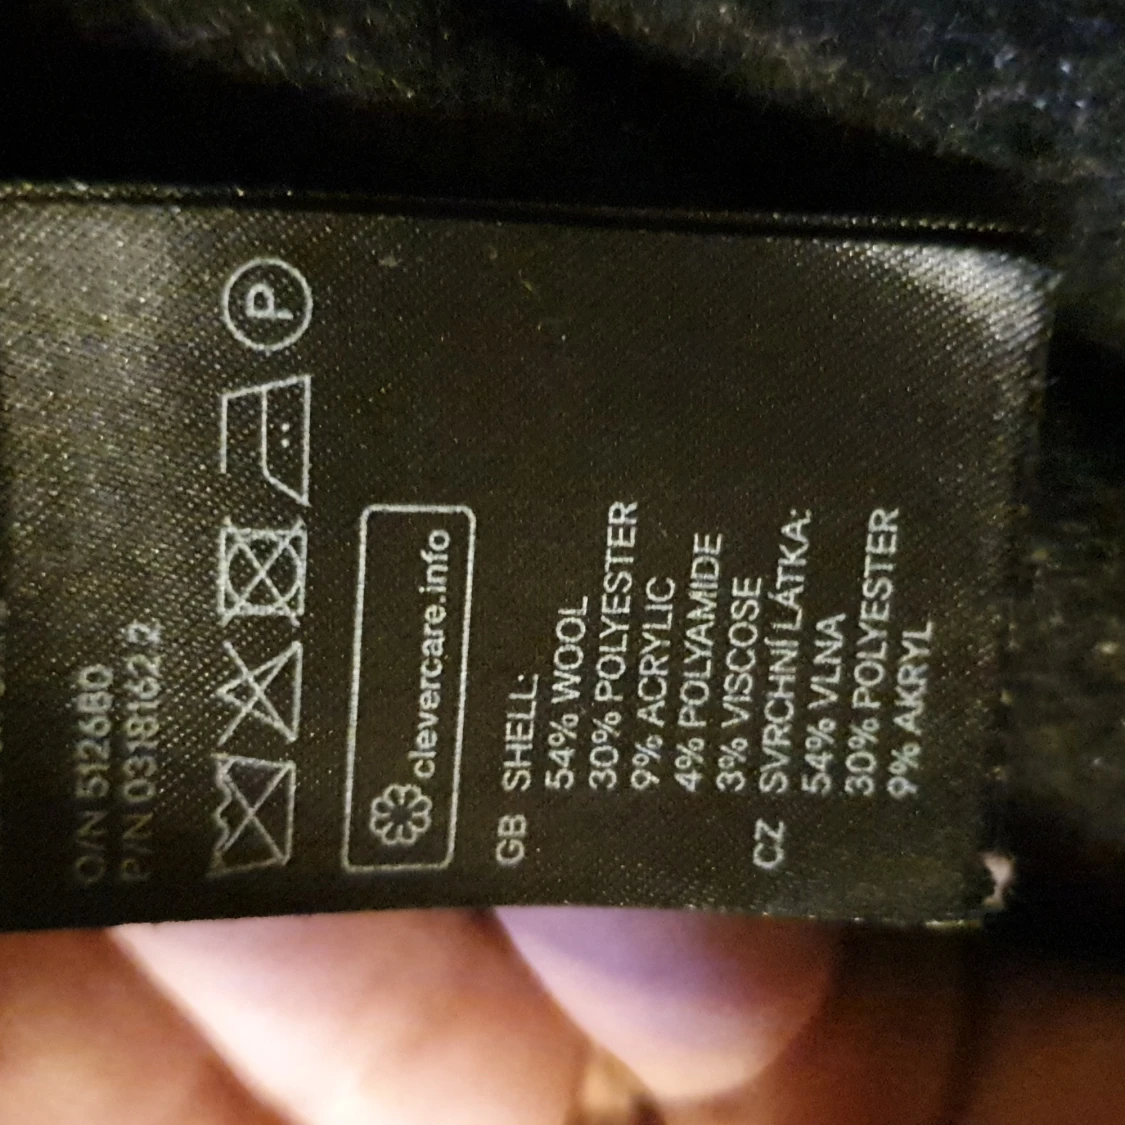 O/N 512680
P/N 0318162.2
P
clevercare.info
GB SHELL:
54% WOOL
30% POLYESTER
9% ACRYLIC
4% POLYAMIDE
3% VISCOSE
CZ SVRCHNÍ LÁTKA:
54% VLNA
30% POLYESTER
9% AKRYL